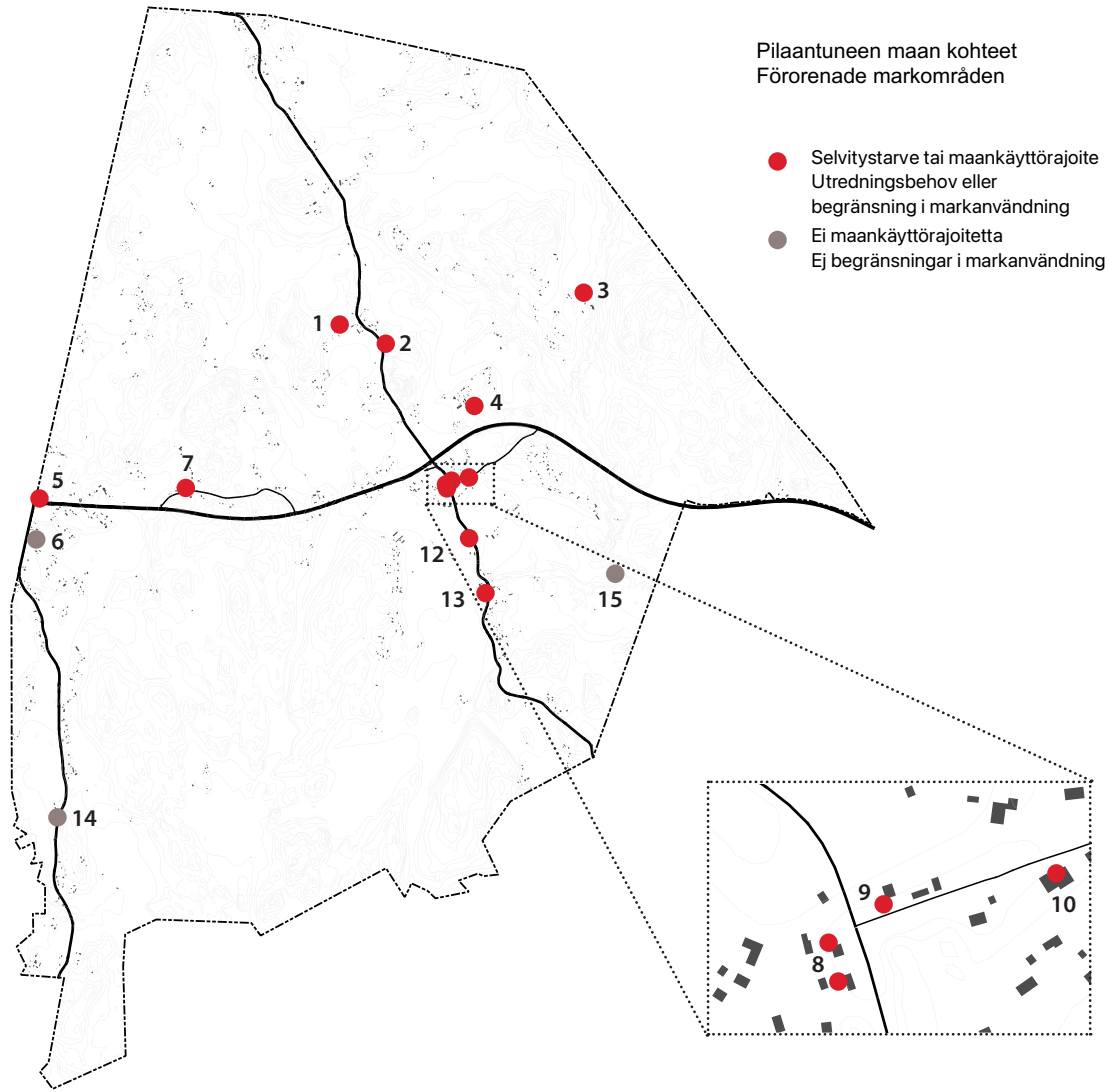 Pilaantuneen maan kohteet
Förorenade markområden
Selvitystarve tai maankäyttörajoite
Utredningsbehov eller
begränsning i markanvändning
Ei maankäyttörajoitetta
Ej begränsningar i markanvändning
3
1
2
4
7
5
6
12
15
13
14
9
10
8